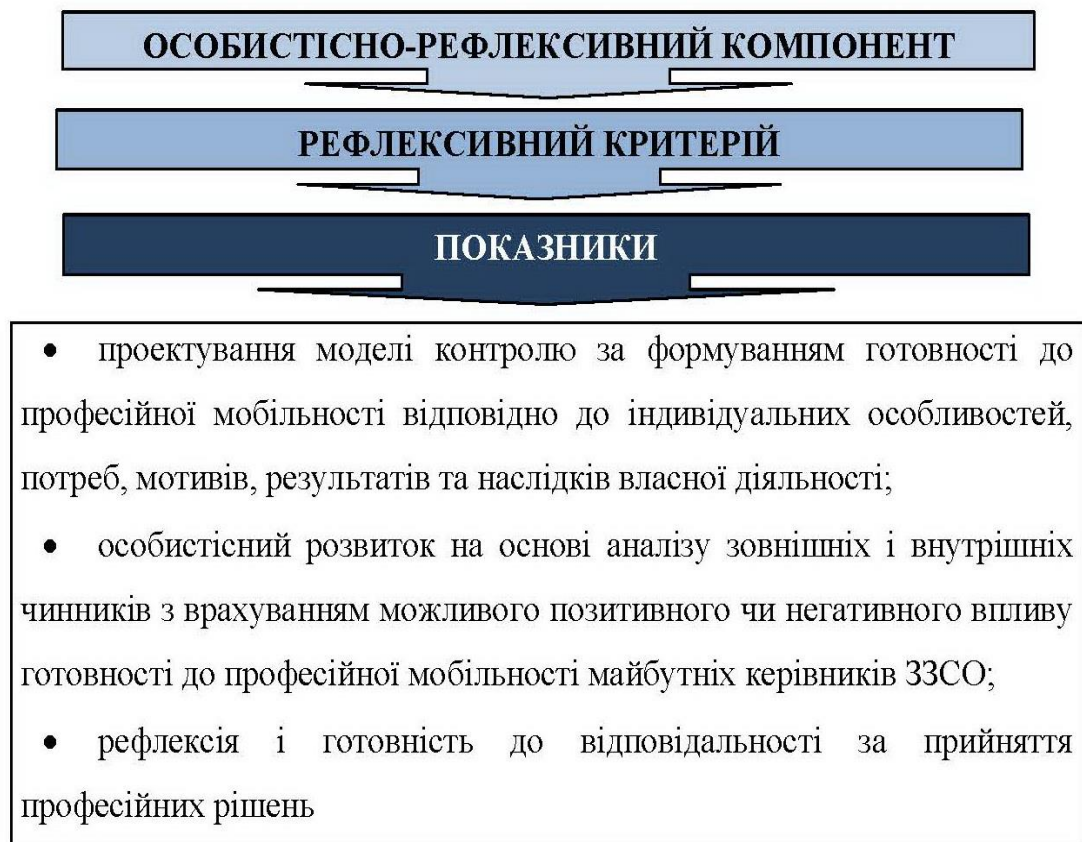 ОСОБИСТІСНО-РЕФЛЕКСИВНИЙ КОМПОНЕНТ
РЕФЛЕКСИВНИЙ КРИТЕРІЙ
ПОКАЗНИКИ
• проектування моделі контролю за формуванням готовності до
професійної мобільності відповідно до індивідуальних особливостей,
потреб, мотивів, результатів та наслідків власної діяльності;
• особистісний розвиток на основі аналізу зовнішніх і внутрішніх
чинників з врахуванням можливого позитивного чи негативного впливу
готовності до професійної мобільності майбутніх керівників ЗЗСО;
• рефлексія і готовність до відповідальності за прийняття
професійних рішень